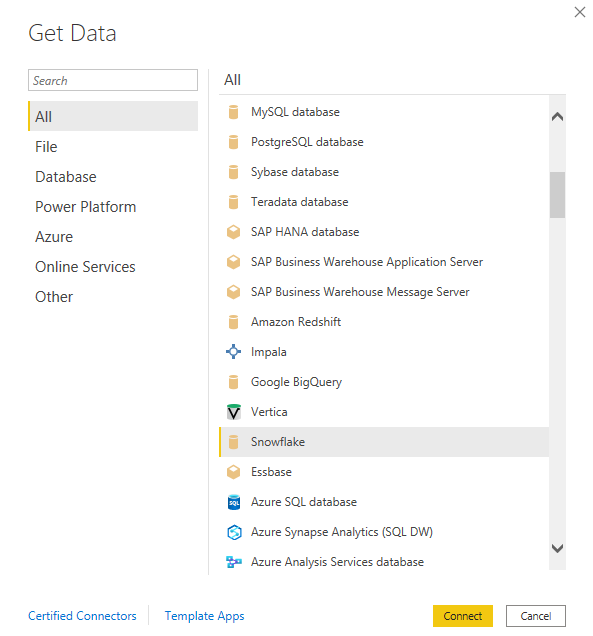 Get Data
Search
All
File
Database
Power Platform
Azure
Online Services
Other
All
MySQL database
PostgreSQL database
Sybase database
Teradata database
SAP HANA database
SAP Business Warehouse Application Server
SAP Business Warehouse Message Server
Amazon Redshift
Impala
Google BigQuery
Vertica
Snowflake
Essbase
SQL Azure SQL database
Azure Synapse Analytics (SQL DW)
Azure Analysis Services database
Certified Connectors
Template Apps
Connect
Cancel